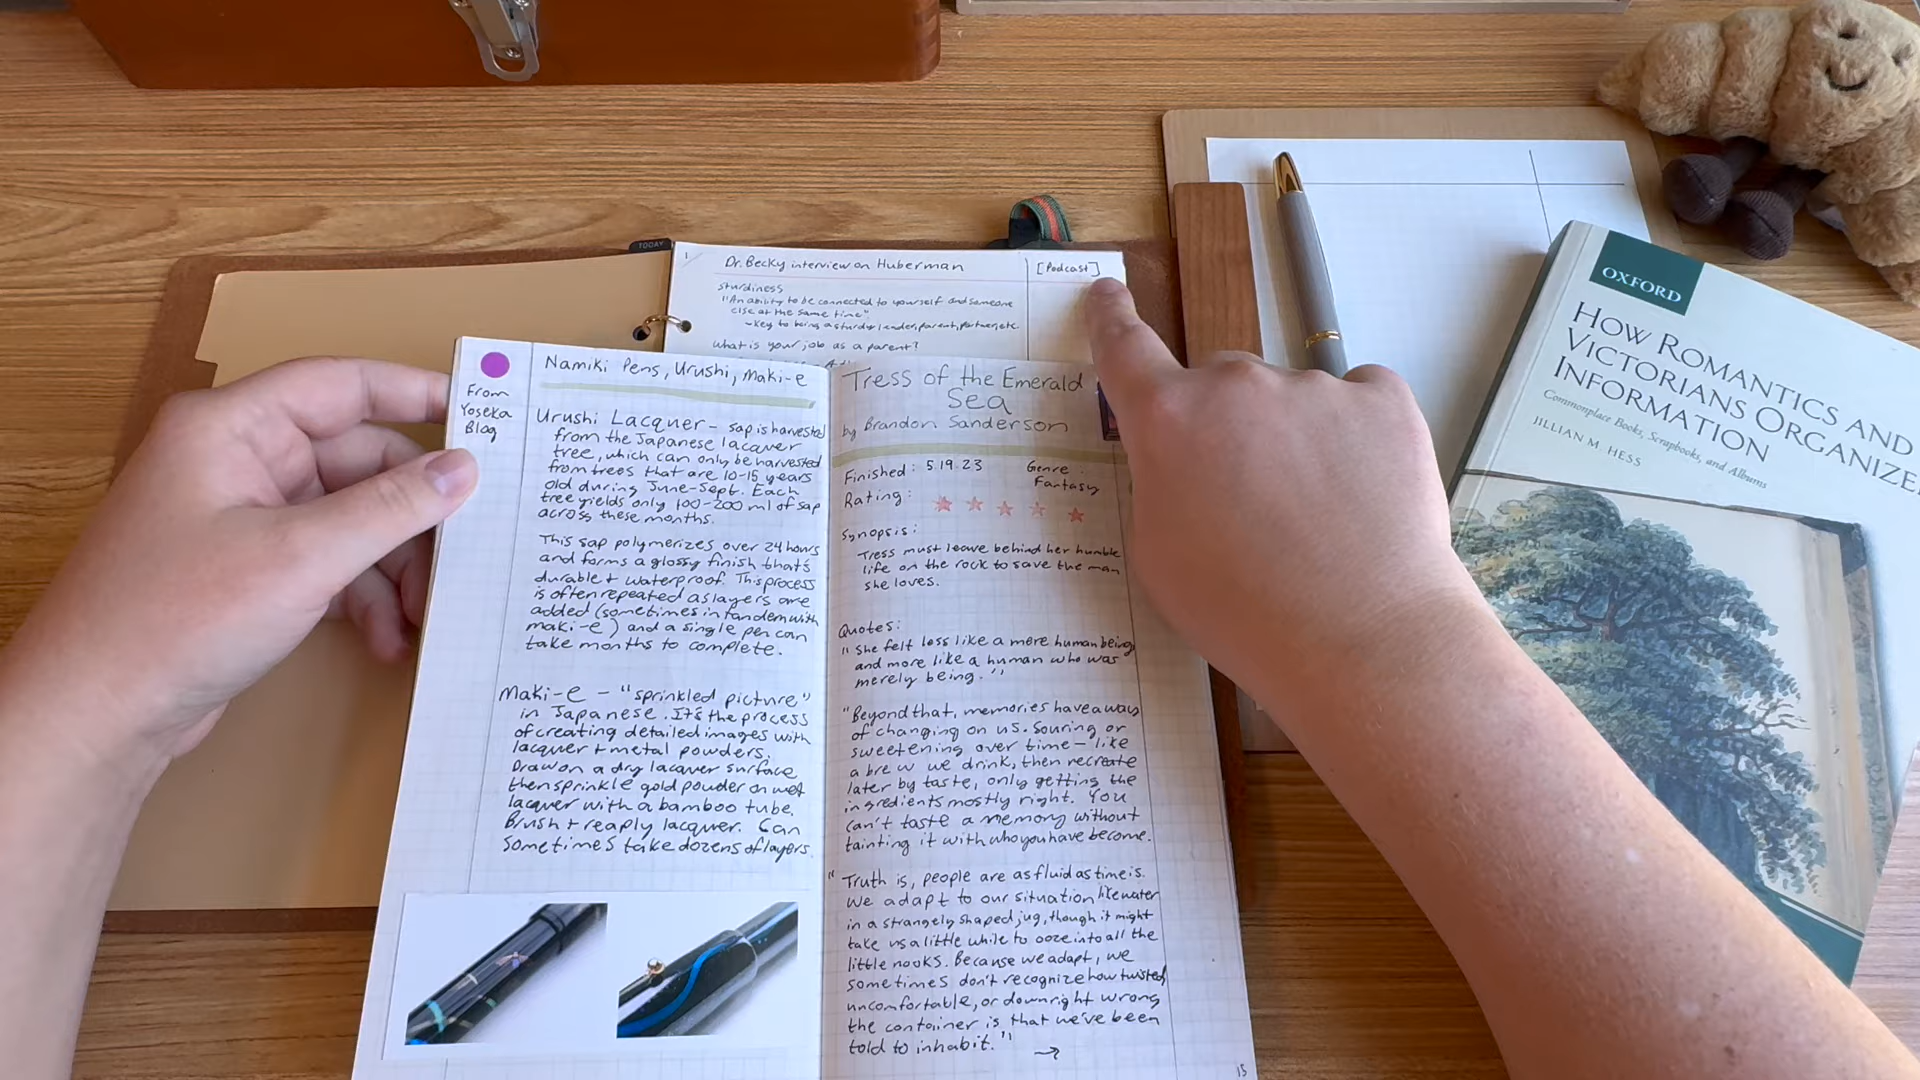 TODAY
1
Dr. Becky interview on Huberman
[Podcast]
sturdiness
"An ability to be connected to yourself and someone
else at the same time"
- Key to being a sturdy leader, parent, partner, etc.
What is your job as a parent?
From
Yoseka
Blog
Namiki Pens, Urushi, Maki-e
Urushi Lacquer - sap is harvested
from the Japanese lacquer
tree, which can only be harvested
from trees that are 10-15 years
old during June-Sept. Each
tree yields only 100-200 ml of sap
across these months.
This sap polymerizes over 24 hours
and forms a glossy finish that's
durable + waterproof. This process
is often repeated as layers are
added (sometimes in tandem with
maki-e) and a single pen can
take months to complete.
Maki-e - "sprinkled picture"
in Japanese. It's the process
of creating detailed images with
lacquer + metal powders.
Draw on a dry lacquer surface
then sprinkle gold powder on wet
lacquer with a bamboo tube.
Brush + reaply lacquer. Can
sometimes take dozens of layers.
Tress of the Emerald
Sea
by Brandon Sanderson
Finished: 5.19.23
Genre:
Fantasy
Rating:
Synopsis:
Tress must leave behind her humble
life on the rock to save the man
she loves.
Quotes:
"She felt less like a mere human being,
and more like a human who was
merely being."
"Beyond that, memories have a way
of changing on us. Souring or
sweetening over time - like
a brew we drink, then recreate
later by taste, only getting the
ingredients mostly right. You
can't taste a memory without
tainting it with who you have become.
"Truth is, people are as fluid as time is.
We adapt to our situation like water
in a strangely shaped jug, though it might
take us a little while to ooze into all the
little nooks. Because we adapt, we
sometimes don't recognize how twisted,
uncomfortable, or downright wrong
the container is that we've been
told to inhabit."
→
15
OXFORD
HOW ROMANTICS AND
VICTORIANS ORGANIZE
INFORMATION
Commonplace Books, Scrapbooks, and Albums
JILLIAN M. HESS